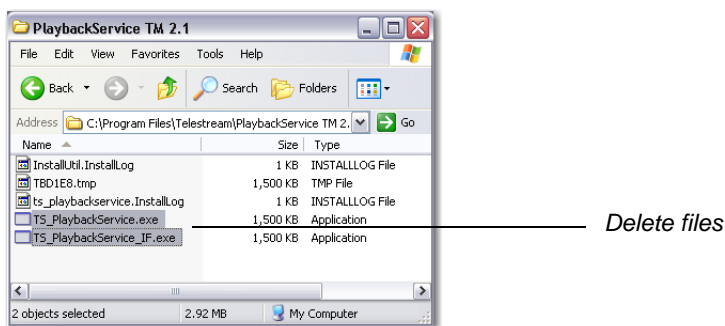 PlaybackService TM 2.1
File Edit View Favorites Tools Help
Back Search Folders
Address C:\Program Files\Telestream\PlaybackService TM 2. Go
Name Size Type
InstallUtil.InstallLog 1 KB INSTALLLOG File
TBD1E8.tmp 1,500 KB TMP File
ts_playbackservice.InstallLog 1 KB INSTALLLOG File
TS_PlaybackService.exe 1,500 KB Application
TS_PlaybackService_IF.exe 1,500 KB Application
Delete files
2 objects selected 2.92 MB My Computer